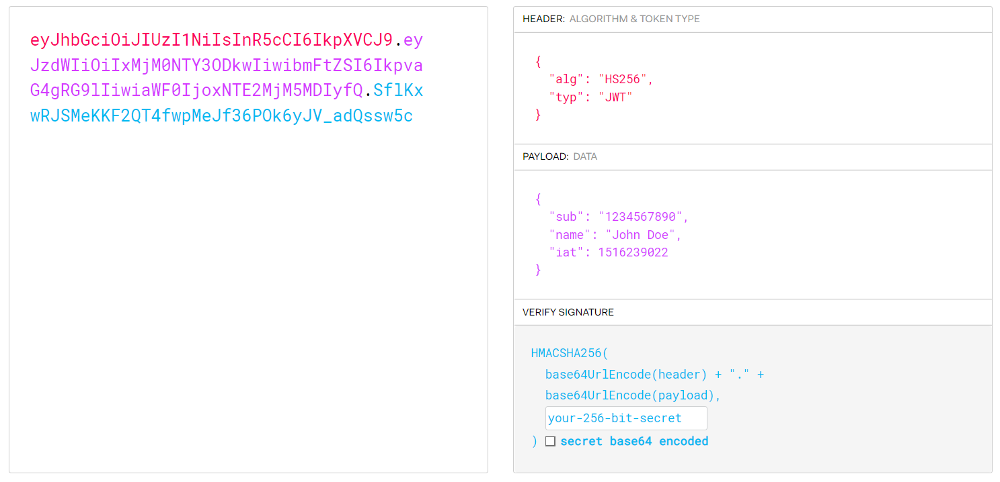 eyJhbGciOiJIUzI1NiIsInR5cCI6IkpXVCJ9.ey
JzdWIiOiIxMjM0NTY3ODkwIiwibmFtZSI6Ikpva
G4gRG9lIiwiaWF0IjoxNTE2MjM5MDIyfQ.SflKx
wRJSMeKKF2QT4fwpMeJf36POk6yJV_adQssw5c
HEADER: ALGORITHM & TOKEN TYPE
{
  "alg": "HS256",
  "typ": "JWT"
}
PAYLOAD: DATA
{
  "sub": "1234567890",
  "name": "John Doe",
  "iat": 1516239022
}
VERIFY SIGNATURE
HMACSHA256(
  base64UrlEncode(header) + "." +
  base64UrlEncode(payload),
  your-256-bit-secret
) secret base64 encoded